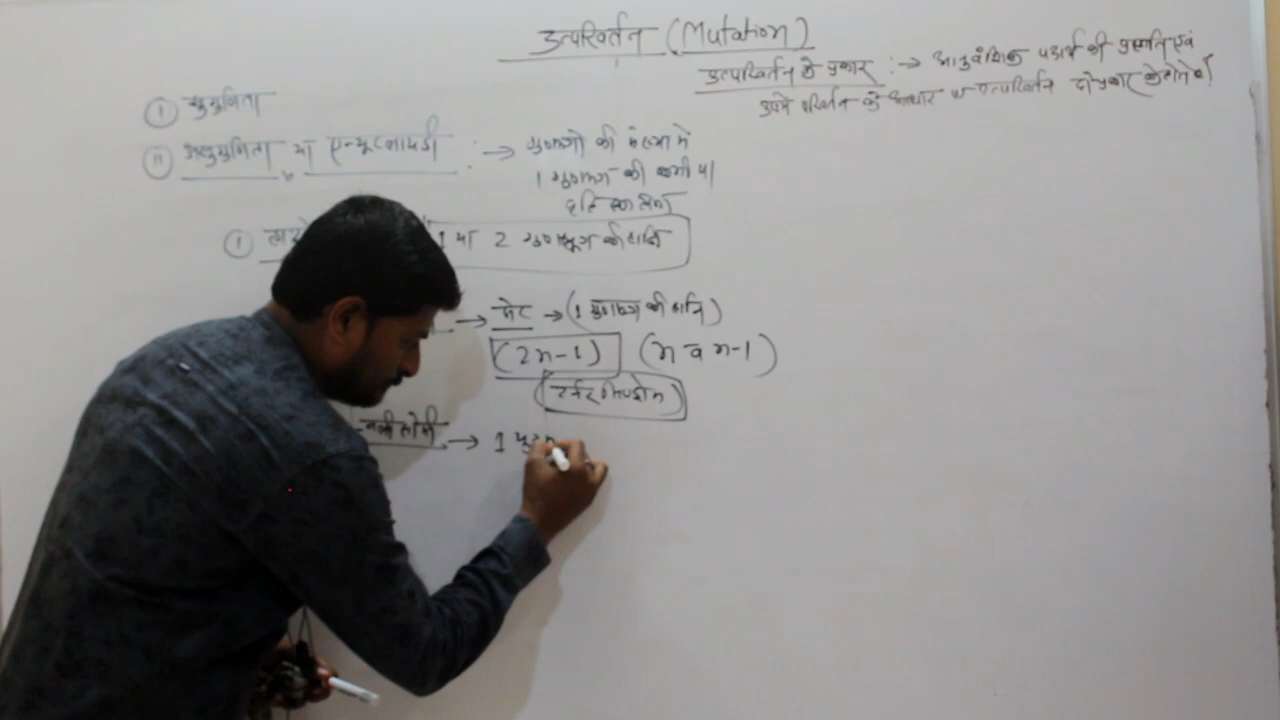 उत्परिवर्तन (Mutation)
उत्परिवर्तन के प्रकार :→ आनुवंशिक पदार्थ की प्रकृति एवं
उसमें परिवर्तन के आधार पर उत्परिवर्तन दो प्रकार के होते हैं
I सुगुणिता
II असुगुणिता या एन्यूप्लोइडी :→ गुणसूत्रों की संख्या में
1 गुणसूत्र की कमी या
वृद्धि
I 1 या 2 गुणसूत्र की हानि
→ मेट → (1 गुणसूत्र की हानि)
(2n-1) (n व n-1)
टर्नर सिण्ड्रोम
नलीसोमी → 1